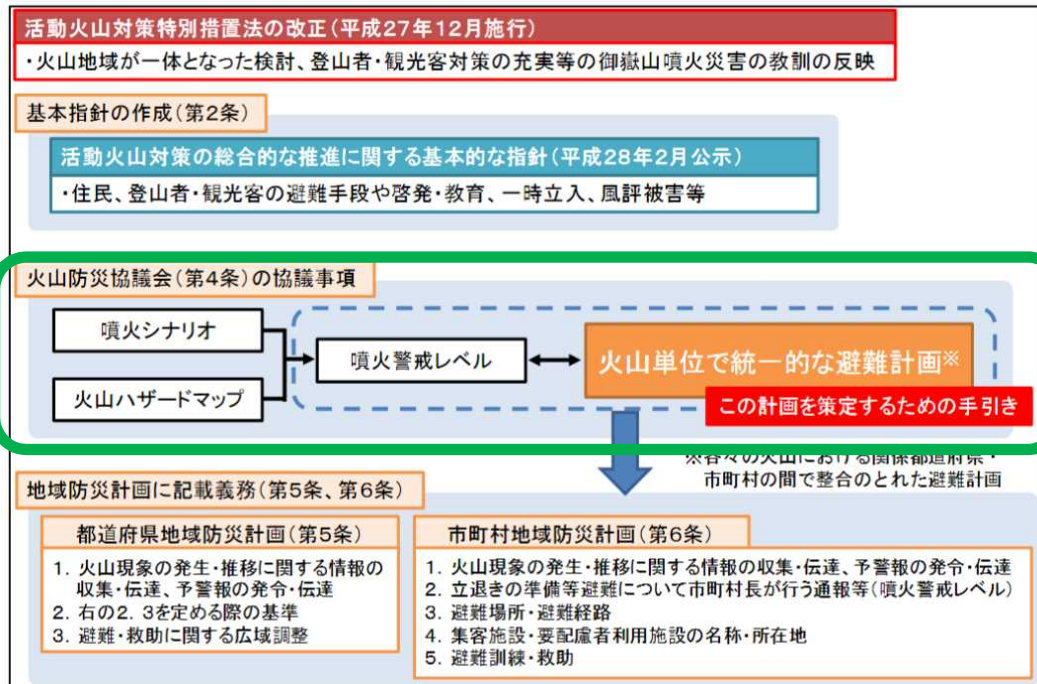 活動火山対策特別措置法の改正(平成27年12月施行)
・火山地域が一体となった検討、登山者・観光客対策の充実等の御嶽山噴火災害の教訓の反映
基本指針の作成(第2条)
活動火山対策の総合的な推進に関する基本的な指針(平成28年2月公示)
・住民、登山者・観光客の避難手段や啓発・教育、一時立入、風評被害等
火山防災協議会(第4条)の協議事項
噴火シナリオ
火山ハザードマップ
噴火警戒レベル
火山単位で統一的な避難計画※
この計画を策定するための手引き
※各々の火山における関係都道府県・
市町村の間で整合のとれた避難計画
地域防災計画に記載義務(第5条、第6条)
都道府県地域防災計画(第5条)
1. 火山現象の発生・推移に関する情報の
収集・伝達、予警報の発令・伝達
2. 右の2. 3を定める際の基準
3. 避難・救助に関する広域調整
市町村地域防災計画(第6条)
1. 火山現象の発生・推移に関する情報の収集・伝達、予警報の発令・伝達
2. 立退きの準備等避難について市町村長が行う通報等(噴火警戒レベル)
3. 避難場所・避難経路
4. 集客施設・要配慮者利用施設の名称・所在地
5. 避難訓練・救助